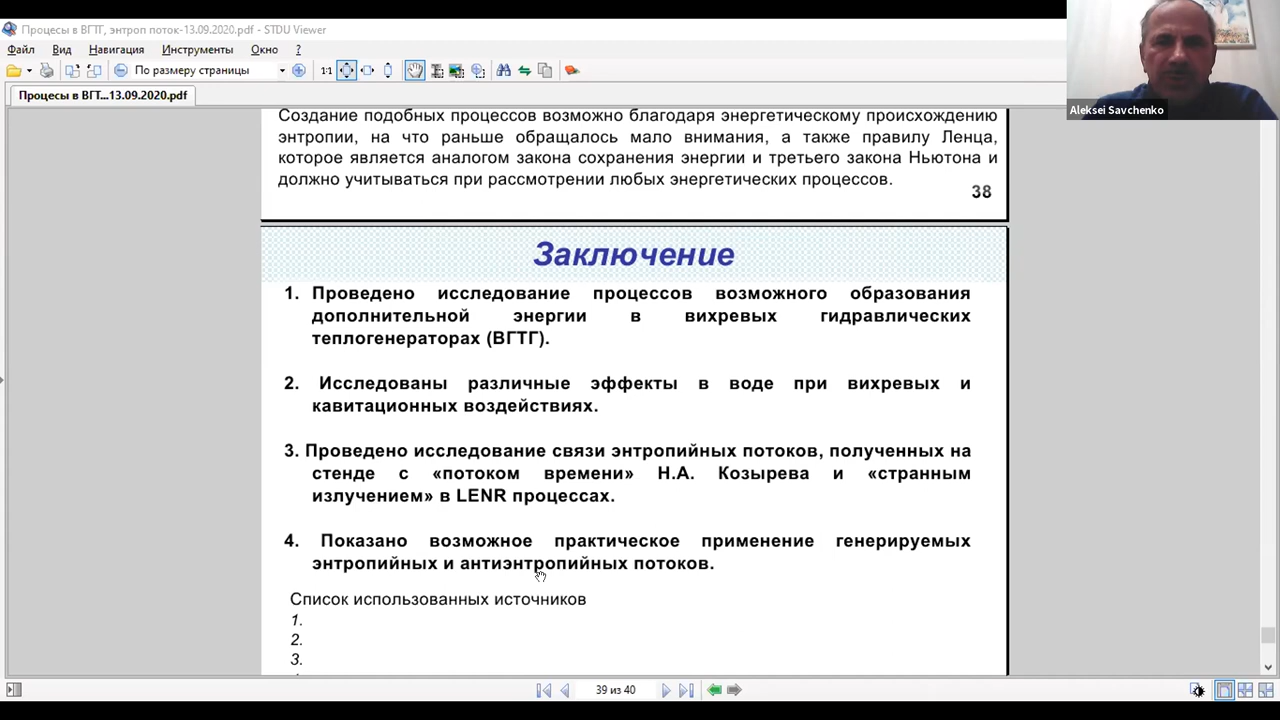 Процесы в ВГТГ, энтроп поток-13.09.2020.pdf - STDU Viewer
Файл Вид Навигация Инструменты Окно ?
По размеру страницы 1:1
Процесы в ВГТ...13.09.2020.pdf
Aleksei Savchenko
Создание подобных процессов возможно благодаря энергетическому происхождению
энтропии, на что раньше обращалось мало внимания, а также правилу Ленца,
которое является аналогом закона сохранения энергии и третьего закона Ньютона и
должно учитываться при рассмотрении любых энергетических процессов.
38
Заключение
1. Проведено исследование процессов возможного образования
дополнительной энергии в вихревых гидравлических
теплогенераторах (ВГТГ).
2. Исследованы различные эффекты в воде при вихревых и
кавитационных воздействиях.
3. Проведено исследование связи энтропийных потоков, полученных на
стенде с «потоком времени» Н.А. Козырева и «странным
излучением» в LENR процессах.
4. Показано возможное практическое применение генерируемых
энтропийных и антиэнтропийных потоков.
Список использованных источников
1.
2.
3.
39 из 40